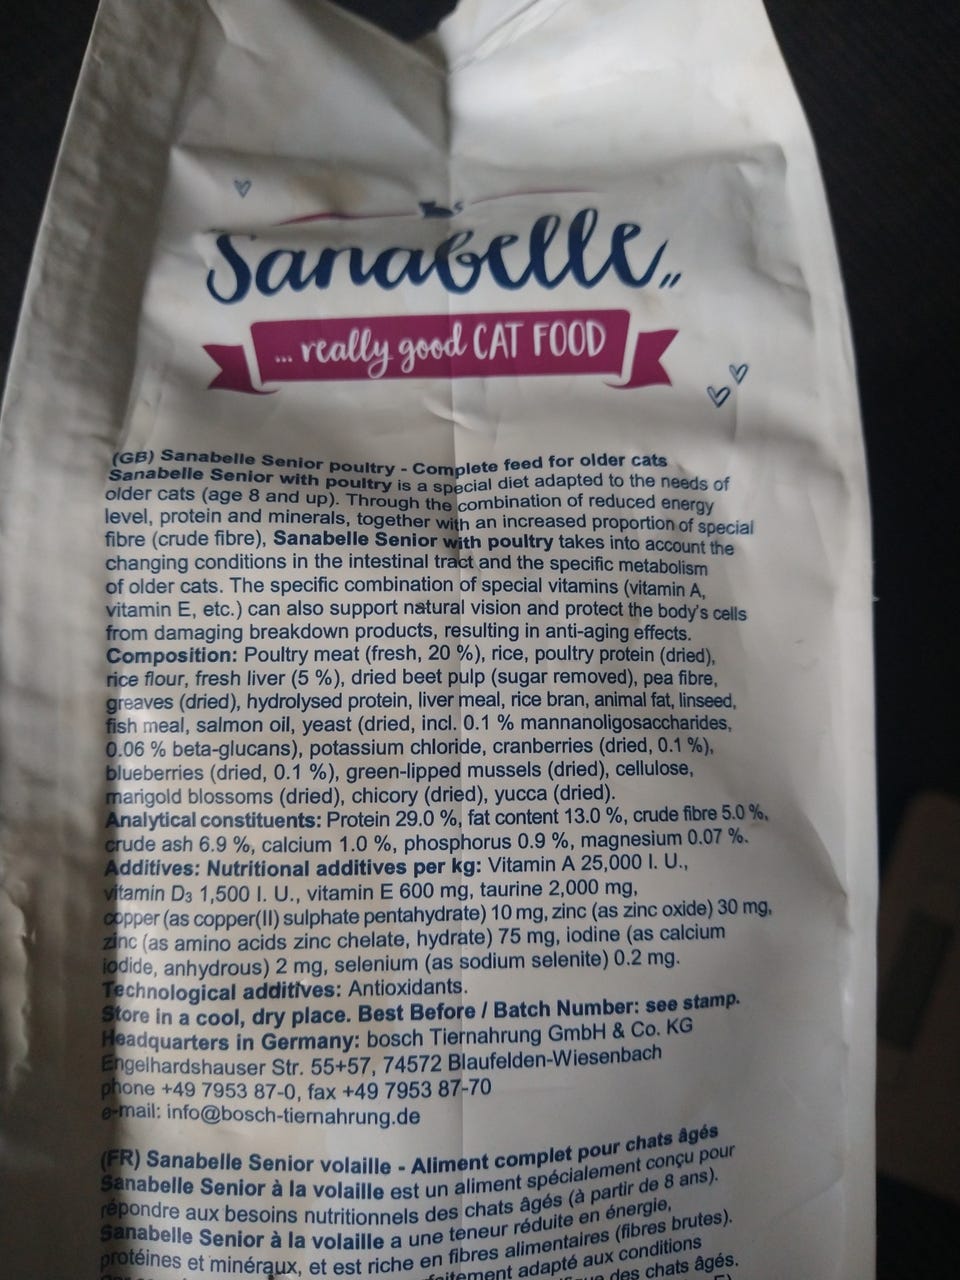 Sanabelle
... really good CAT FOOD
(GB) Sanabelle Senior poultry - Complete feed for older cats
Sanabelle Senior with poultry is a special diet adapted to the needs of
older cats (age 8 and up). Through the combination of reduced energy
level, protein and minerals, together with an increased proportion of special
fibre (crude fibre), Sanabelle Senior with poultry takes into account the
changing conditions in the intestinal tract and the specific metabolism
of older cats. The specific combination of special vitamins (vitamin A,
vitamin E, etc.) can also support natural vision and protect the body's cells
from damaging breakdown products, resulting in anti-aging effects.
Composition: Poultry meat (fresh, 20 %), rice, poultry protein (dried),
rice flour, fresh liver (5 %), dried beet pulp (sugar removed), pea fibre,
greaves (dried), hydrolysed protein, liver meal, rice bran, animal fat, linseed,
fish meal, salmon oil, yeast (dried, incl. 0.1 % mannanoligosaccharides,
0.06 % beta-glucans), potassium chloride, cranberries (dried, 0.1 %),
blueberries (dried, 0.1 %), green-lipped mussels (dried), cellulose,
marigold blossoms (dried), chicory (dried), yucca (dried).
Analytical constituents: Protein 29.0 %, fat content 13.0 %, crude fibre 5.0 %,
crude ash 6.9 %, calcium 1.0 %, phosphorus 0.9 %, magnesium 0.07 %.
Additives: Nutritional additives per kg: Vitamin A 25,000 I. U.,
vitamin D3 1,500 I. U., vitamin E 600 mg, taurine 2,000 mg,
copper (as copper(II) sulphate pentahydrate) 10 mg, zinc (as zinc oxide) 30 mg,
zinc (as amino acids zinc chelate, hydrate) 75 mg, iodine (as calcium
iodide, anhydrous) 2 mg, selenium (as sodium selenite) 0.2 mg.
Technological additives: Antioxidants.
Store in a cool, dry place. Best Before / Batch Number: see stamp.
Headquarters in Germany: bosch Tiernahrung GmbH & Co. KG
Engelhardshauser Str. 55+57, 74572 Blaufelden-Wiesenbach
phone +49 7953 87-0, fax +49 7953 87-70
e-mail: info@bosch-tiernahrung.de
(FR) Sanabelle Senior volaille - Aliment complet pour chats âgés
Sanabelle Senior à la volaille est un aliment spécialement conçu pour
répondre aux besoins nutritionnels des chats âgés (à partir de 8 ans).
Sanabelle Senior à la volaille a une teneur réduite en énergie,
protéines et minéraux, et est riche en fibres alimentaires (fibres brutes).
adapté aux conditions
des chats âgés.